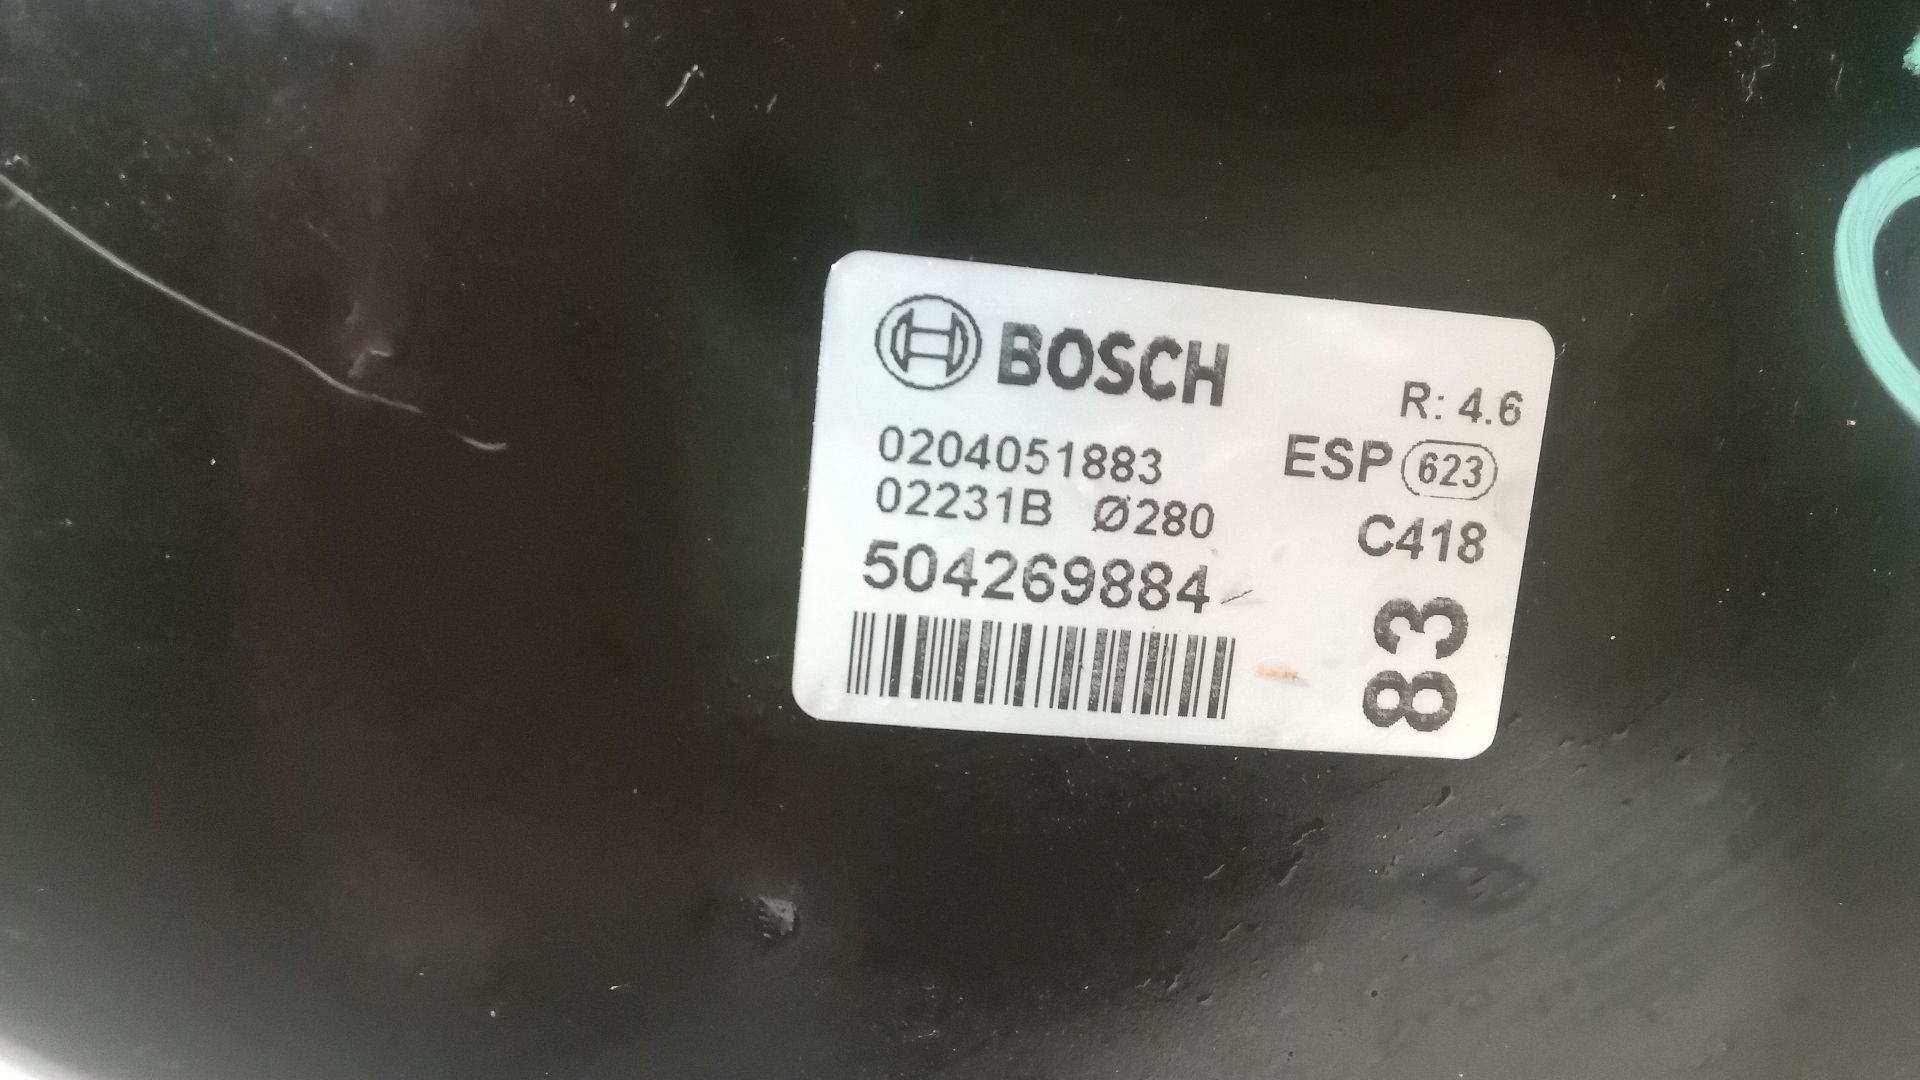 BOSCH
R: 4.6
0204051883 ESP 623
02231B Ø280 C418
504269884
83